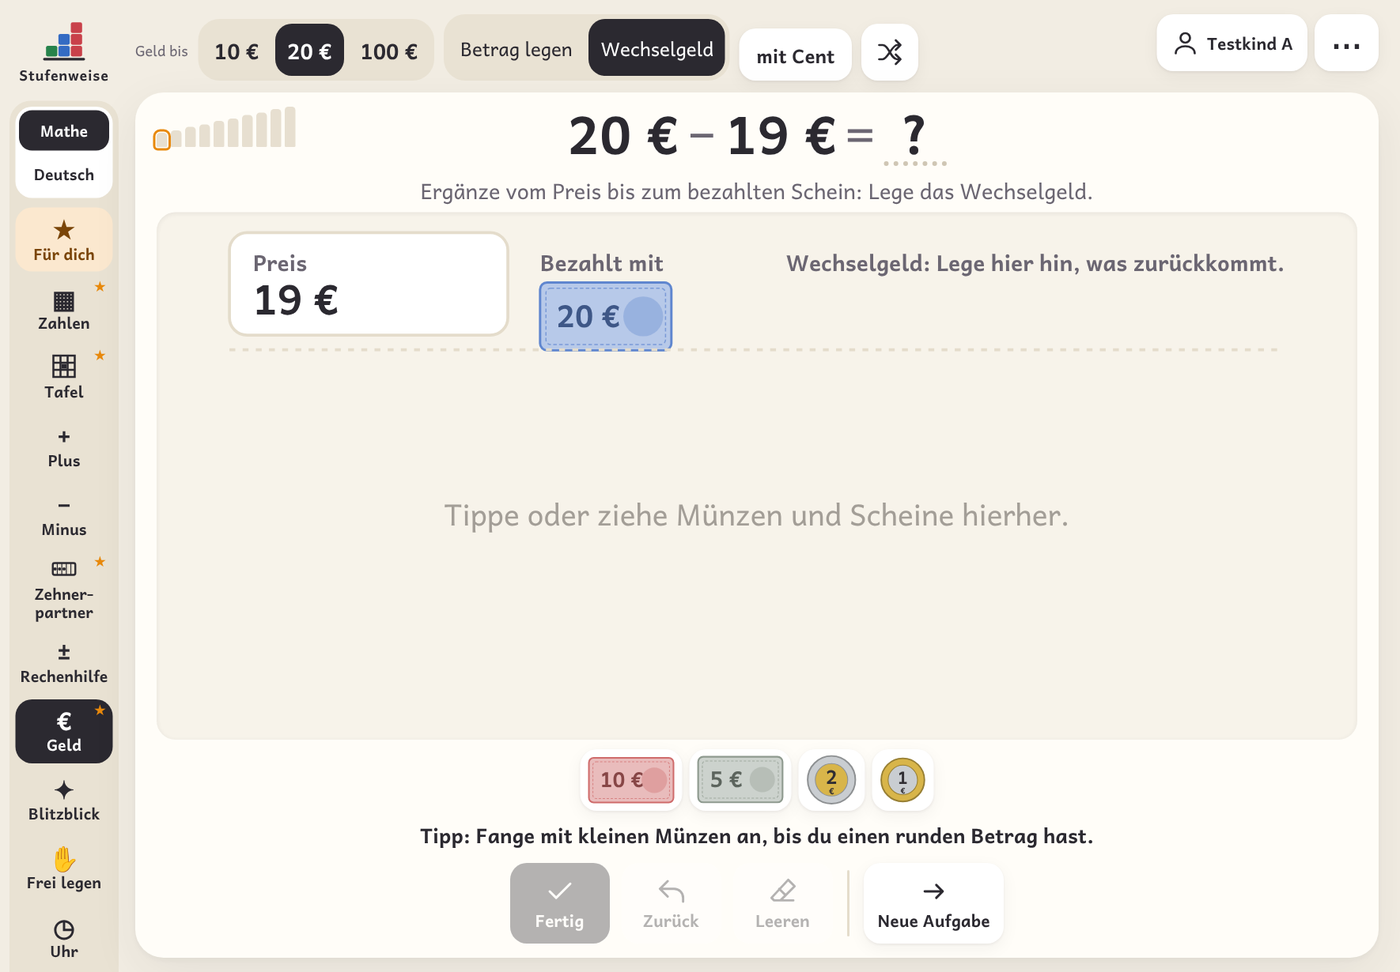 Stufenweise
Geld bis 10 € 20 € 100 € Betrag legen Wechselgeld mit Cent
Testkind A ...
Mathe
Deutsch
Für dich
Zahlen
Tafel
+
Plus
−
Minus
Zehner-
partner
±
Rechenhilfe
€
Geld
Blitzblick
Frei legen
Uhr
20 € − 19 € = ?
Ergänze vom Preis bis zum bezahlten Schein: Lege das Wechselgeld.
Preis
19 €
Bezahlt mit
20 €
Wechselgeld: Lege hier hin, was zurückkommt.
Tippe oder ziehe Münzen und Scheine hierher.
10 € 5 € 2 € 1 €
Tipp: Fange mit kleinen Münzen an, bis du einen runden Betrag hast.
Fertig Zurück Leeren Neue Aufgabe